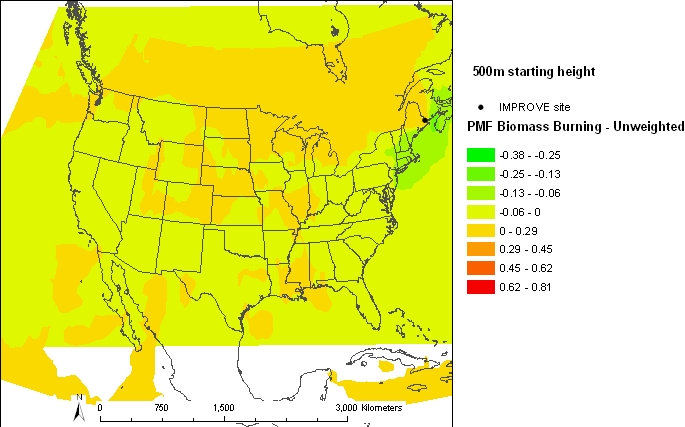 500m starting height
IMPROVE site
PMF Biomass Burning - Unweighted
-0.38 - -0.25
-0.25 - -0.13
-0.13 - -0.06
-0.06 - 0
0 - 0.29
0.29 - 0.45
0.45 - 0.62
0.62 - 0.81
N
0 750 1,500 3,000 Kilometers